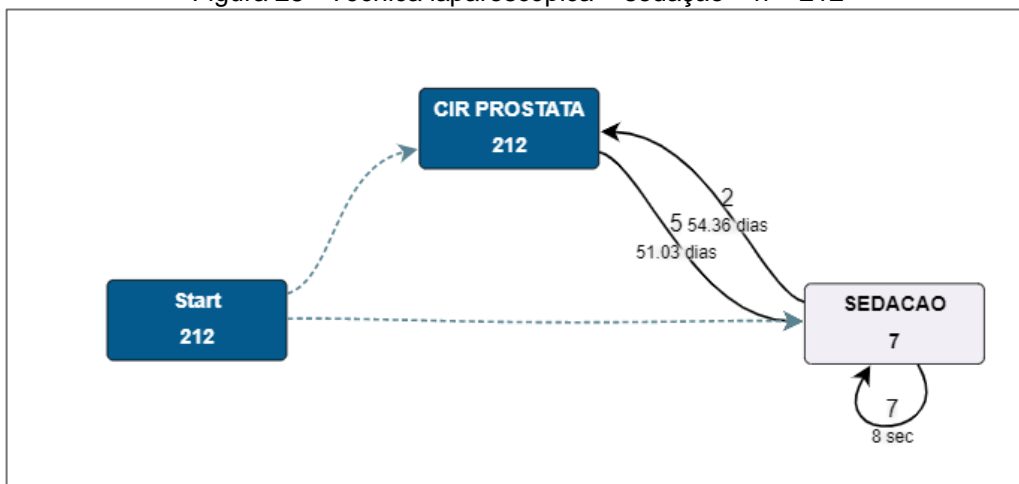 CIR PROSTATA
212
2
5 54.36 dias
51.03 dias
Start
212
SEDACAO
7
7
8 sec